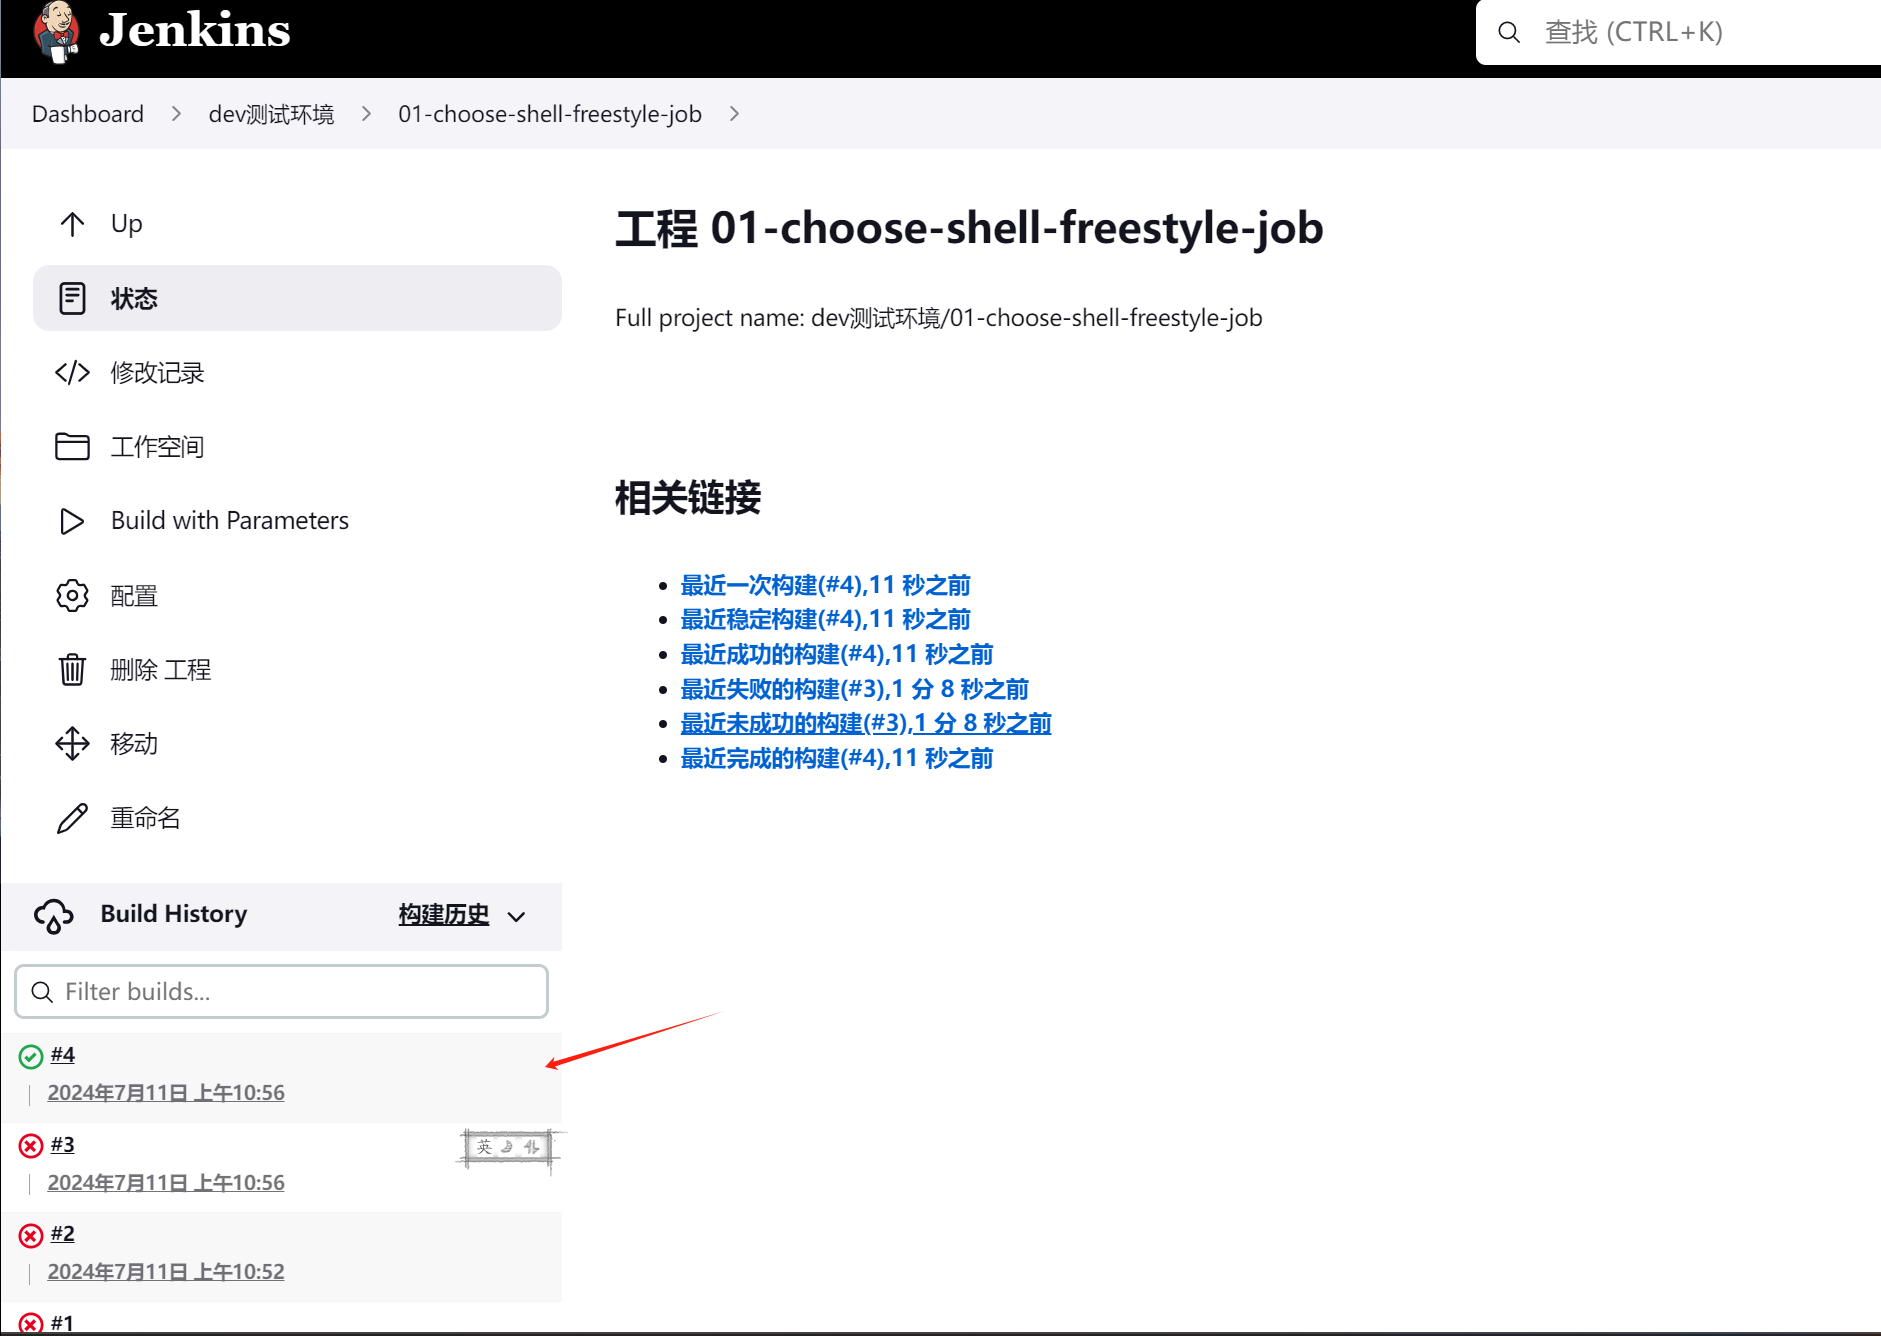 Jenkins
查找 (CTRL+K)
Dashboard
dev测试环境
01-choose-shell-freestyle-job
Up
状态
修改记录
工作空间
Build with Parameters
配置
删除 工程
移动
重命名
工程 01-choose-shell-freestyle-job
Full project name: dev测试环境/01-choose-shell-freestyle-job
相关链接
最近一次构建(#4),11 秒之前
最近稳定构建(#4),11 秒之前
最近成功的构建(#4),11 秒之前
最近失败的构建(#3),1 分 8 秒之前
最近未成功的构建(#3),1 分 8 秒之前
最近完成的构建(#4),11 秒之前
Build History
构建历史
Filter builds...
#4
2024年7月11日 上午10:56
#3
2024年7月11日 上午10:56
英
#2
2024年7月11日 上午10:52
#1